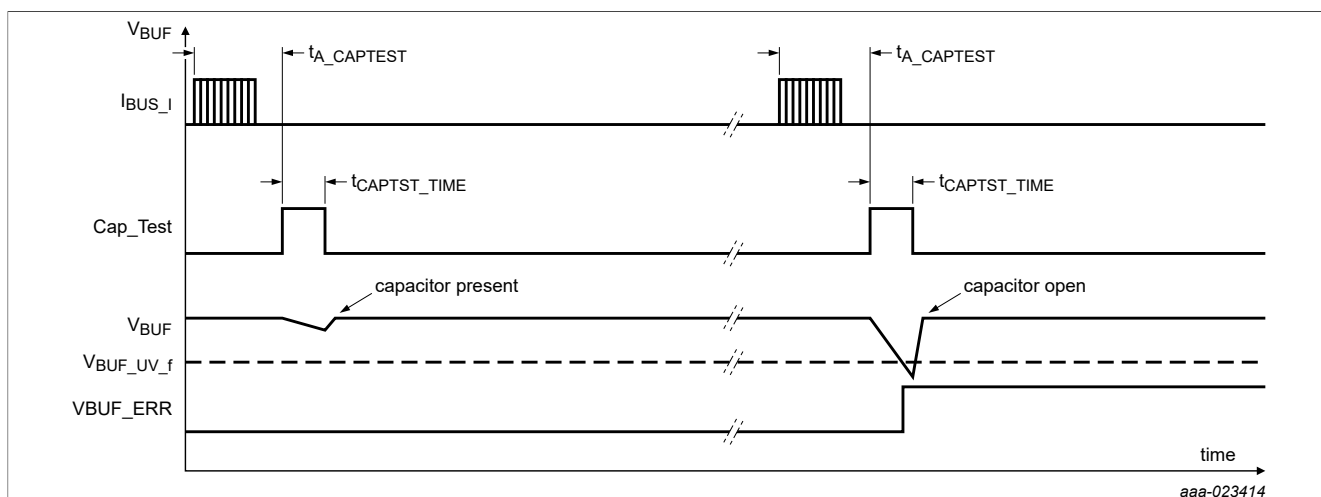 VBUF
tA_CAPTEST
tA_CAPTEST
IBUS_I
tCAPTST_TIME
tCAPTST_TIME
Cap_Test
capacitor present
capacitor open
VBUF
VBUF_UV_f
VBUF_ERR
time
aaa-023414